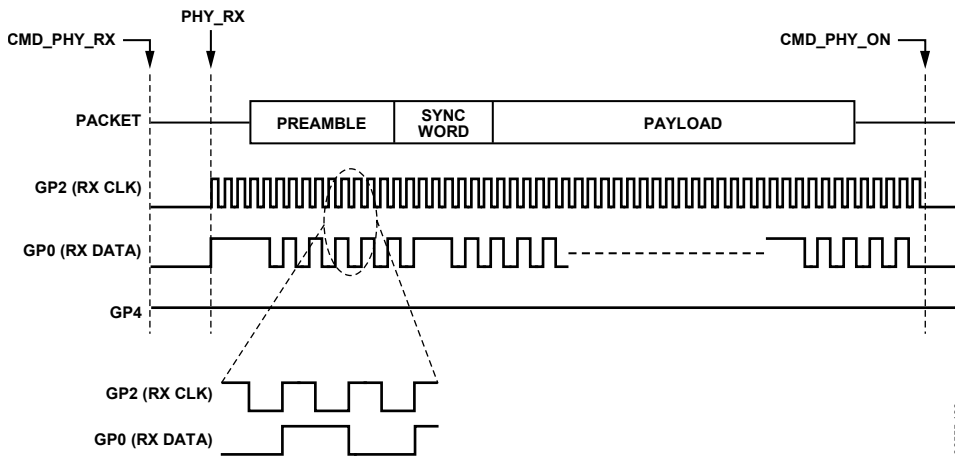 PHY_RX
CMD_PHY_RX
CMD_PHY_ON
PACKET
PREAMBLE
SYNC
WORD
PAYLOAD
GP2 (RX CLK)
GP0 (RX DATA)
GP4
GP2 (RX CLK)
GP0 (RX DATA)